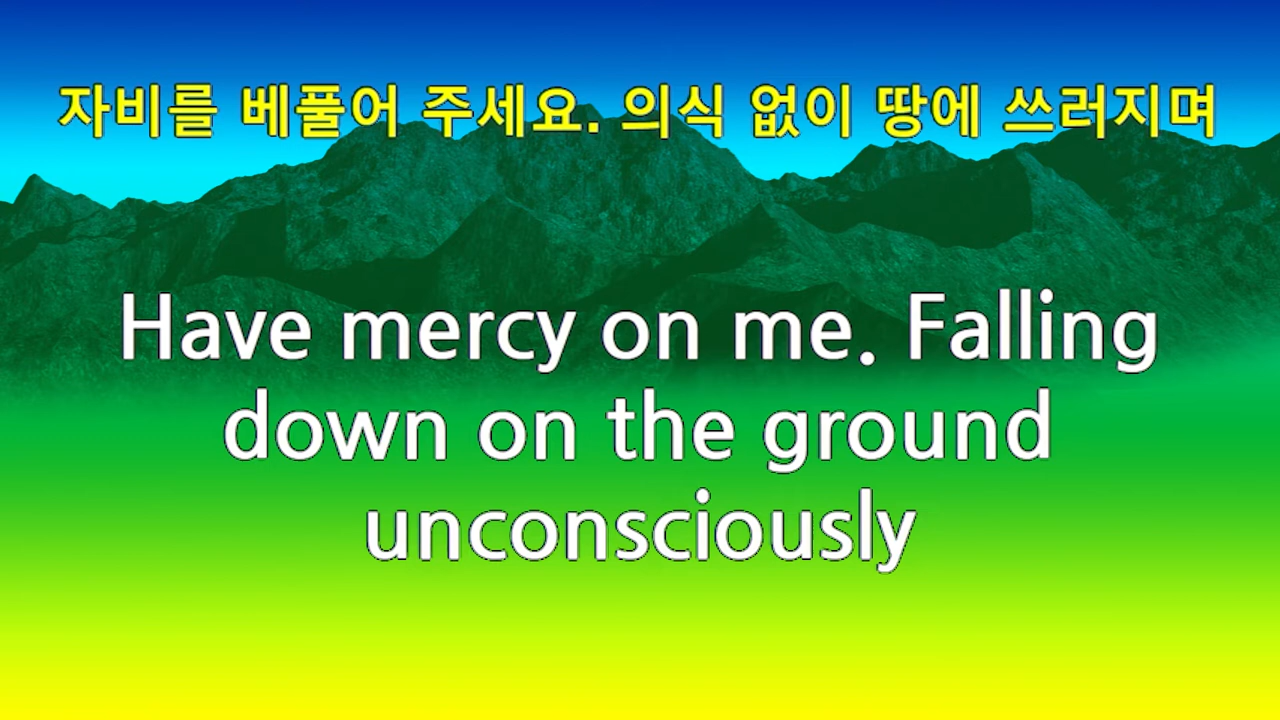 자비를 베풀어 주세요. 의식 없이 땅에 쓰러지며
Have mercy on me. Falling
down on the ground
unconsciously